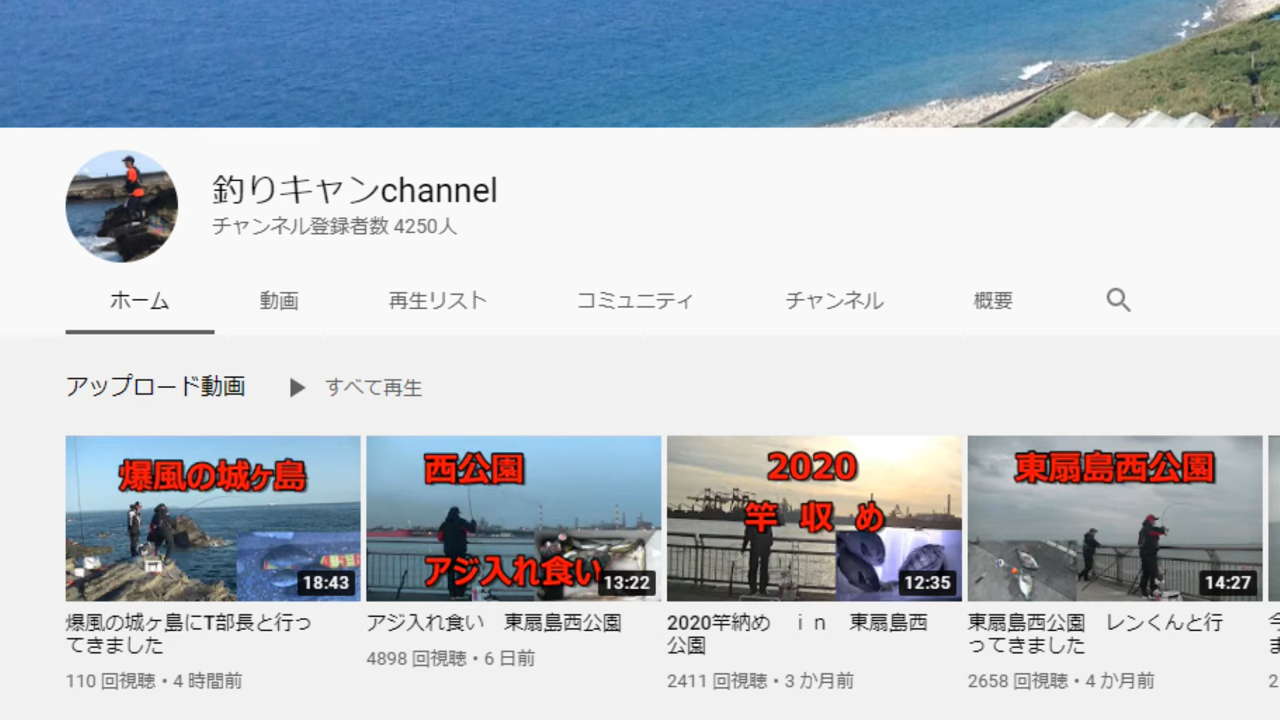 釣りキャンchannel
チャンネル登録者数 4250人
ホーム 動画 再生リスト コミュニティ チャンネル 概要
アップロード動画 ▶ すべて再生
爆風の城ヶ島
18:43
西公園
アジ入れ食い
13:22
2020
竿 収 め
12:35
東扇島西公園
14:27
爆風の城ヶ島にT部長と行っ
てきました
110 回視聴・4 時間前
アジ入れ食い　東扇島西公園
4898 回視聴・6 日前
2020竿納め　ｉｎ　東扇島西
公園
2411 回視聴・3 か月前
東扇島西公園　レンくんと行
ってきました
2658 回視聴・4 か月前